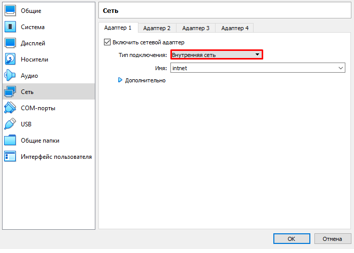 Общие
Система
Дисплей
Носители
Аудио
Сеть
COM-порты
USB
Общие папки
Интерфейс пользователя
Сеть
Адаптер 1 Адаптер 2 Адаптер 3 Адаптер 4
Включить сетевой адаптер
Тип подключения: Внутренняя сеть
Имя: intnet
Дополнительно
OK Отмена